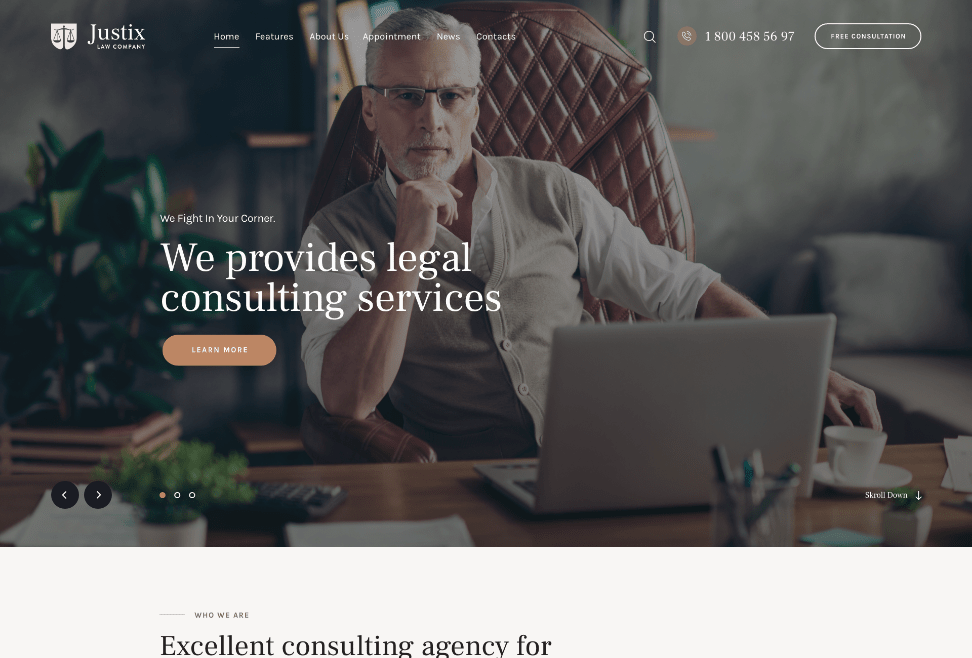 Justix
LAW COMPANY
Home Features About Us Appointment News Contacts
1 800 458 56 97
FREE CONSULTATION
We Fight In Your Corner.
We provides legal
consulting services
LEARN MORE
Skroll Down
WHO WE ARE
Excellent consulting agency for